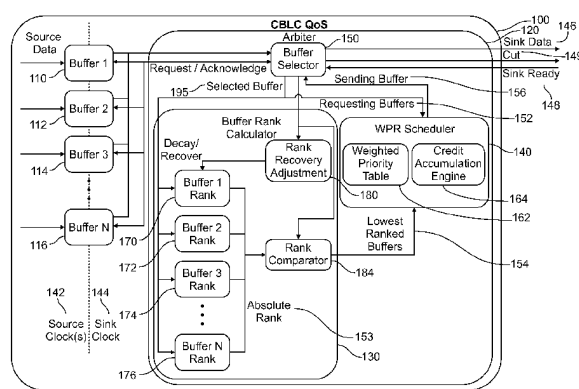 CBLC QoS
100
120
146
Source
Data
Arbiter
150
Sink Data
Buffer 1
Buffer
Selector
Cut
149
110
Request / Acknowledge
Sink Ready
148
195
Selected Buffer
Sending Buffer
156
Buffer 2
Requesting Buffers
152
112
Buffer Rank
Calculator
WPR Scheduler
140
Buffer 3
Decay/
Recover
Rank
Recovery
Adjustment
Weighted
Priority
Table
Credit
Accumulation
Engine
114
180
164
162
Buffer 1
Rank
Buffer N
170
116
Buffer 2
Rank
Rank
Comparator
Lowest
Ranked
Buffers
172
184
154
Buffer 3
Rank
142
144
174
Absolute
Rank
153
Source
Clock(s)
Sink
Clock
Buffer N
Rank
130
176